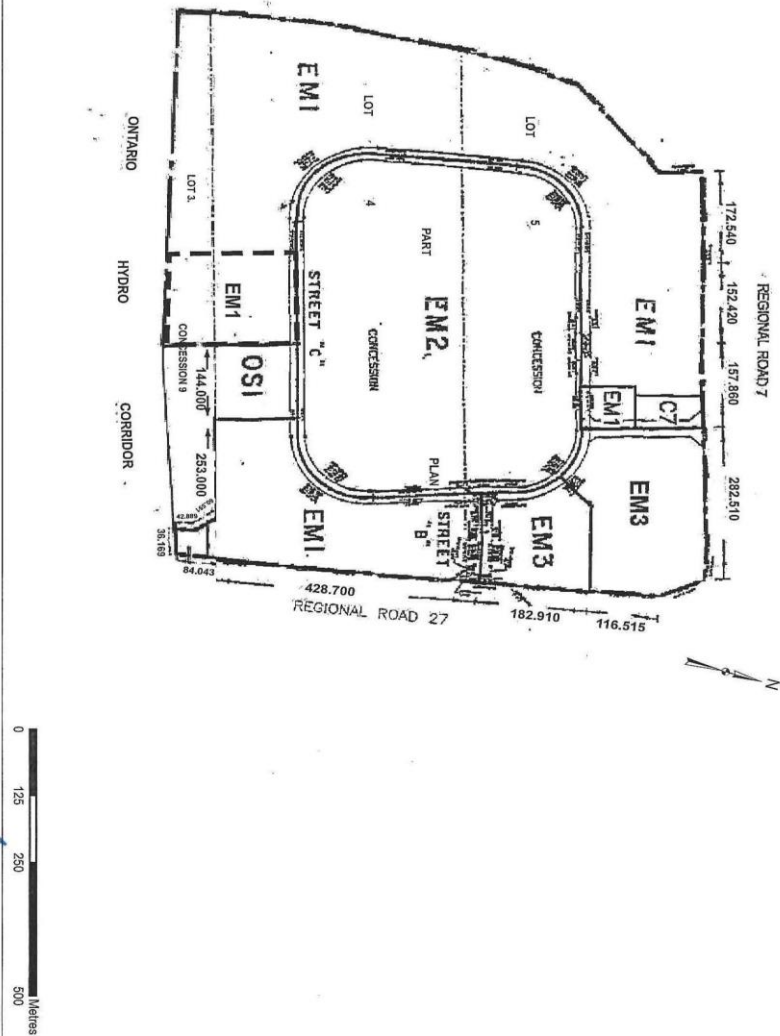 REGIONAL ROAD 7
172.540
152.420
157.860
282.510
EM1
LOT
LOT
5
4
PART
EM1
C7
EM1
EM3
EM2
CONCESSION
CONCESSION
PLAN
STREET "C"
LOT 3.
EM1
OS1
CONCESSION 9
144.000
253.000
EM1.
STREET "B"
EM3
ONTARIO
HYDRO
CORRIDOR
36.169
84.043
428.700
REGIONAL ROAD 27
182.910
116.515
N
0
125
250
500
Metres